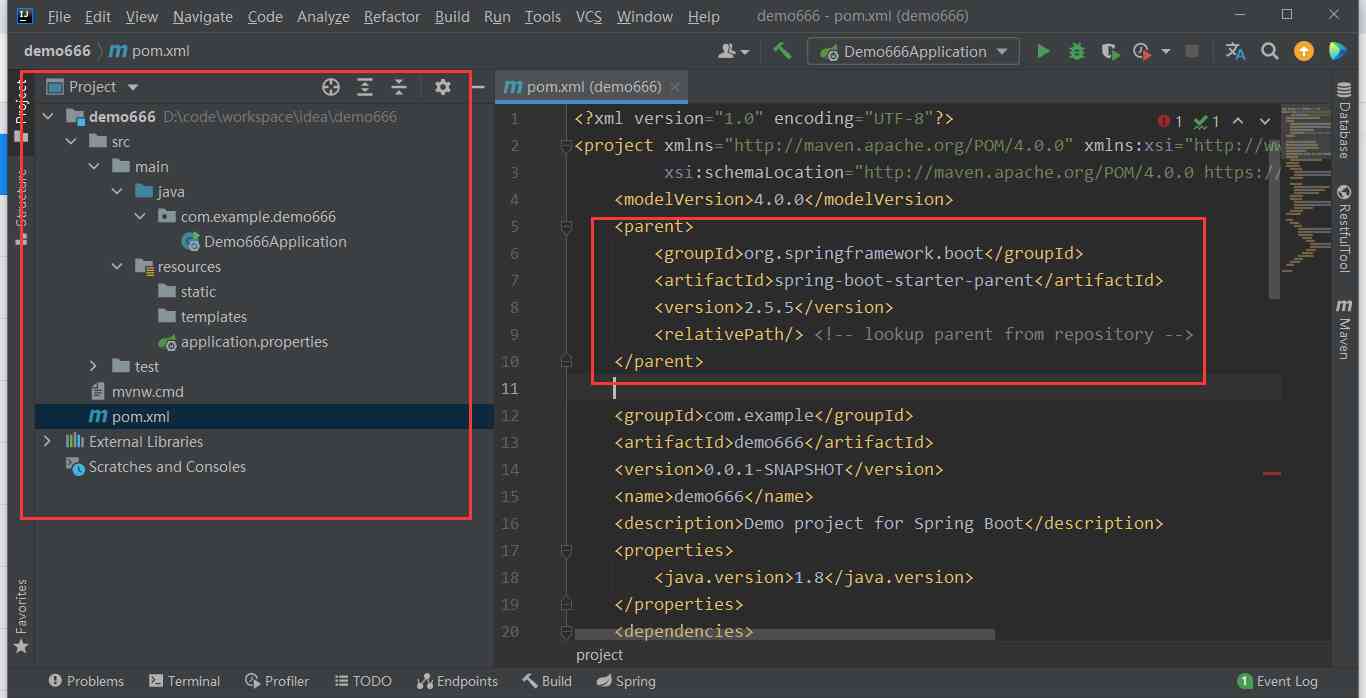 File Edit View Navigate Code Analyze Refactor Build Run Tools VCS Window Help demo666 - pom.xml (demo666)
demo666 pom.xml Demo666Application
Project
Structure
Favorites
Project
demo666 D:\code\workspace\idea\demo666
src
main
java
com.example.demo666
Demo666Application
resources
static
templates
application.properties
test
mvnw.cmd
pom.xml
External Libraries
Scratches and Consoles
pom.xml (demo666)
1 1
1 <?xml version="1.0" encoding="UTF-8"?>
2 <project xmlns="http://maven.apache.org/POM/4.0.0" xmlns:xsi="http://ww
3 xsi:schemaLocation="http://maven.apache.org/POM/4.0.0 https://
4 <modelVersion>4.0.0</modelVersion>
5 <parent>
6 <groupId>org.springframework.boot</groupId>
7 <artifactId>spring-boot-starter-parent</artifactId>
8 <version>2.5.5</version>
9 <relativePath/> <!-- lookup parent from repository -->
10 </parent>
11
12 <groupId>com.example</groupId>
13 <artifactId>demo666</artifactId>
14 <version>0.0.1-SNAPSHOT</version>
15 <name>demo666</name>
16 <description>Demo project for Spring Boot</description>
17 <properties>
18 <java.version>1.8</java.version>
19 </properties>
20 <dependencies>
project
Database
RestfulTool
Maven
Problems Terminal Profiler TODO Endpoints Build Spring 1 Event Log